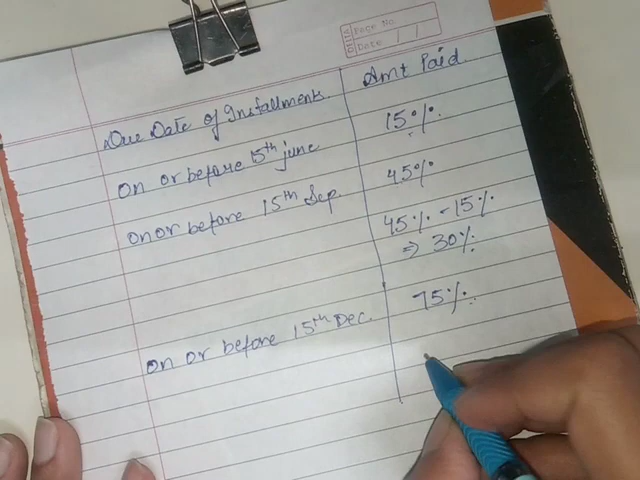 Page No
Date / /
Due Date of Installments Amt Paid
On or before 15th june 15%.
on or before 15th Sep. 45%
45% - 15%
⇒ 30%
on or before 15th Dec. 75%.